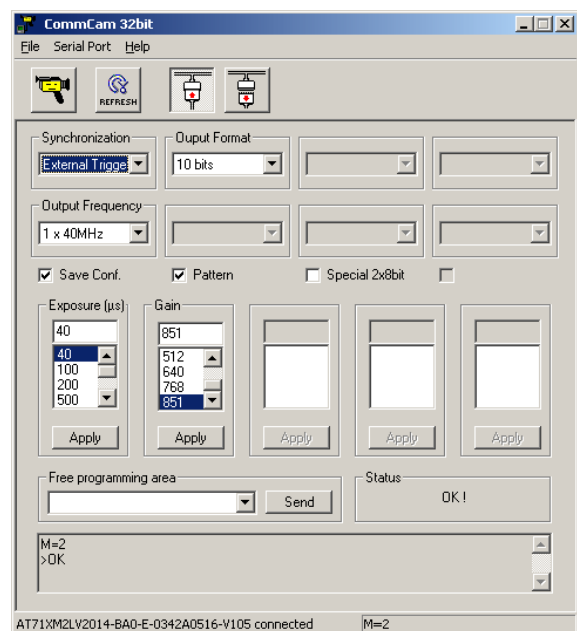 CommCam 32bit
File Serial Port Help
REFRESH
Synchronization Ouput Format
External Trigge 10 bits
Output Frequency
1 x 40MHz
Save Conf. Pattern Special 2x8bit
Exposure (µs) Gain
40 851
40 512
100 640
200 768
500 851
Apply Apply Apply Apply Apply
Free programming area Status
Send OK !
M=2
>OK
AT71XM2LV2014-BA0-E-0342A0516-V105 connected M=2